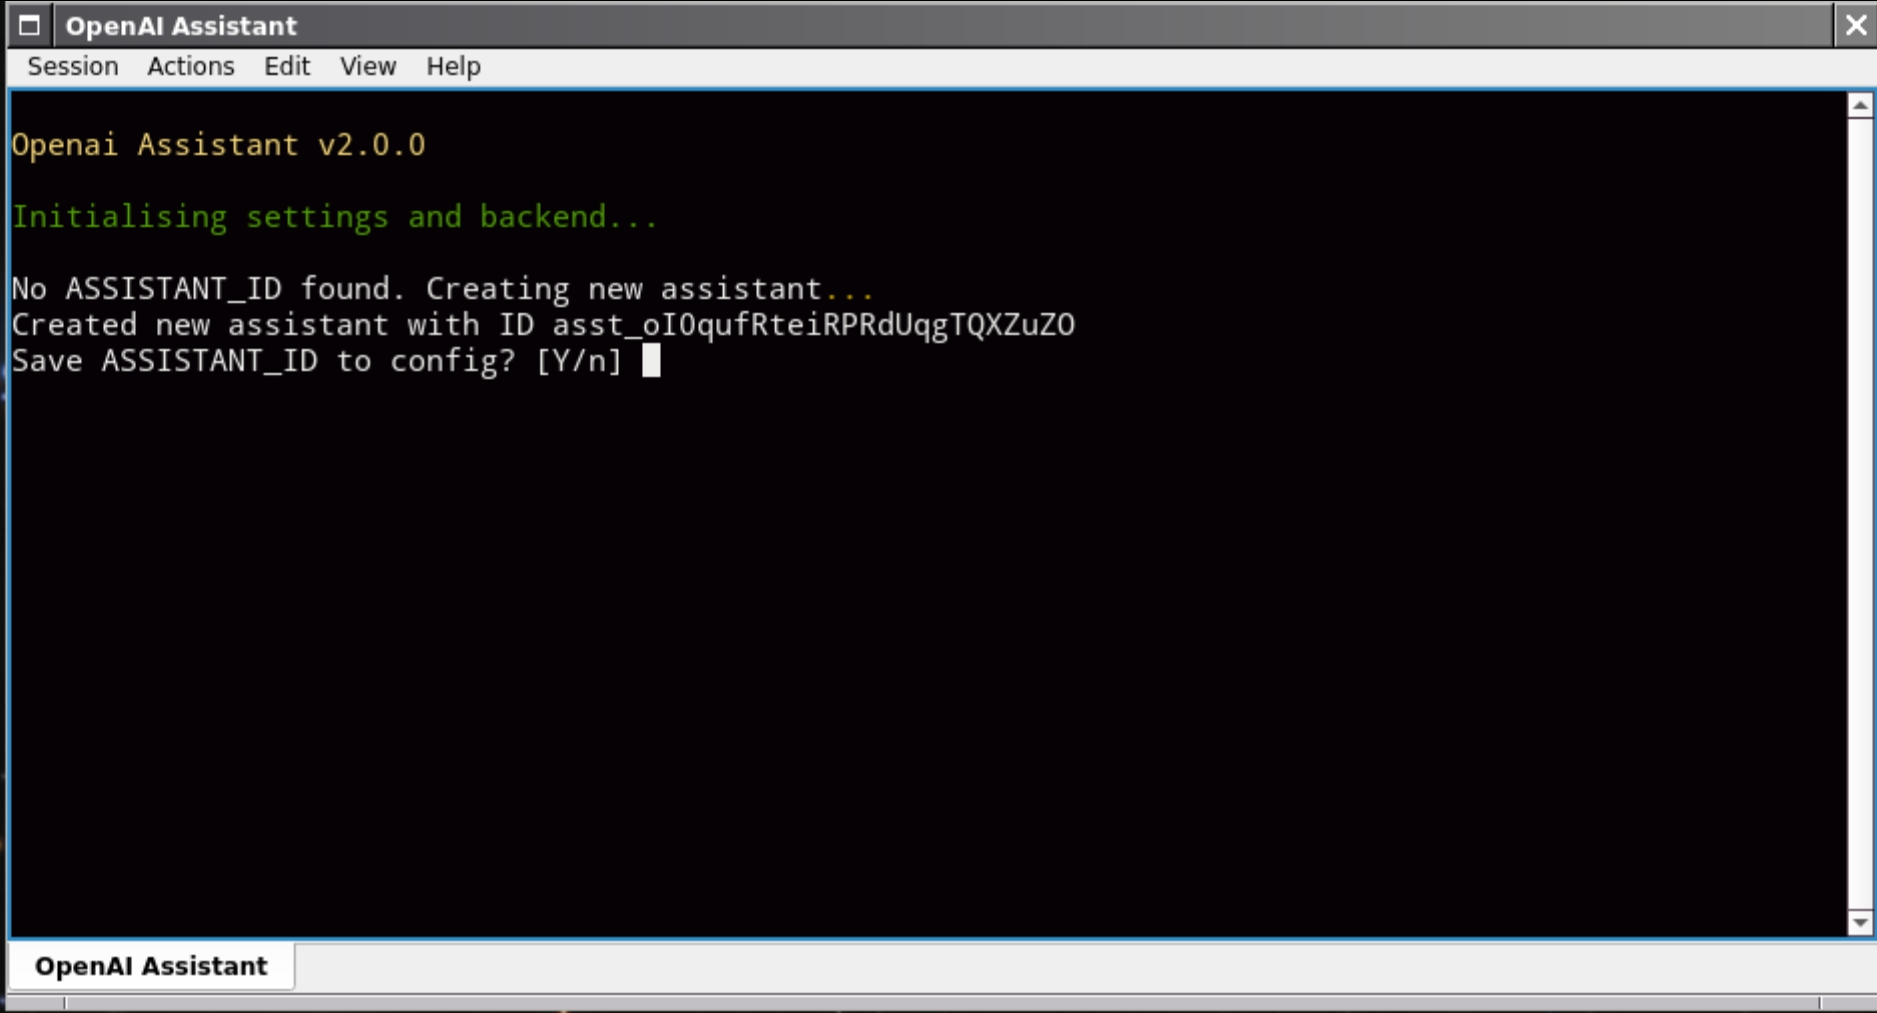 OpenAI Assistant
Session Actions Edit View Help
Openai Assistant v2.0.0
Initialising settings and backend...
No ASSISTANT_ID found. Creating new assistant...
Created new assistant with ID asst_oI0qufRteiRPRdUqgTQXZuZO
Save ASSISTANT_ID to config? [Y/n]
OpenAI Assistant